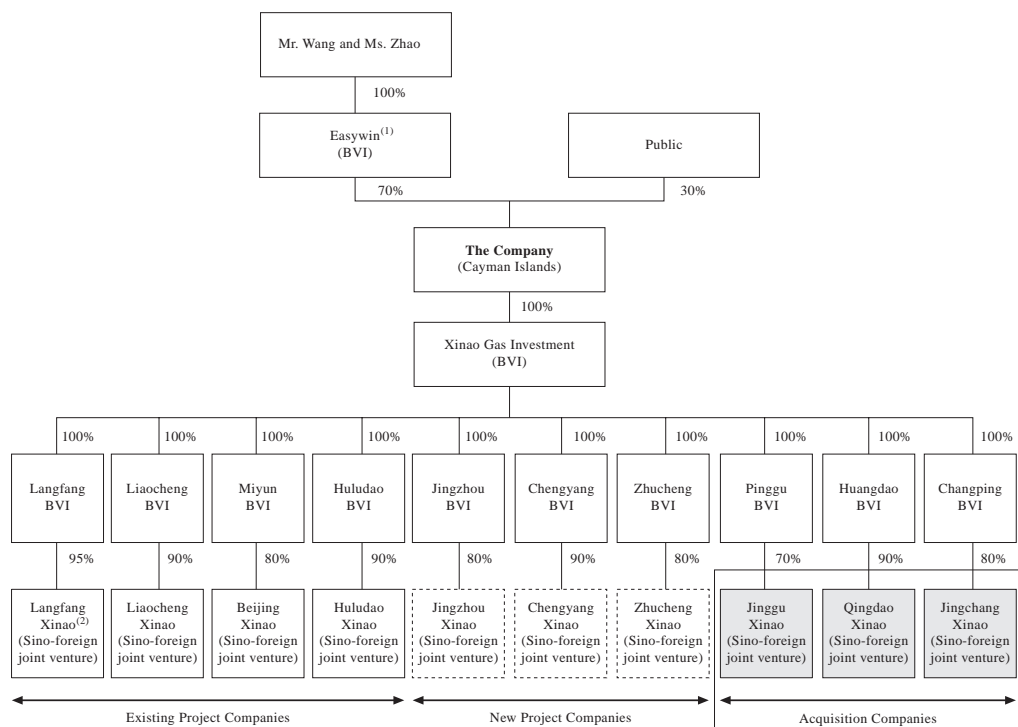 Mr. Wang and Ms. Zhao
100%
Easywin(1)
(BVI)
Public
70%
30%
The Company
(Cayman Islands)
100%
Xinao Gas Investment
(BVI)
100%
100%
100%
100%
100%
100%
100%
100%
100%
100%
Langfang
BVI
Liaocheng
BVI
Miyun
BVI
Huludao
BVI
Jingzhou
BVI
Chengyang
BVI
Zhucheng
BVI
Pinggu
BVI
Huangdao
BVI
Changping
BVI
95%
90%
80%
90%
80%
90%
80%
70%
90%
80%
Langfang
Xinao(2)
(Sino-foreign
joint venture)
Liaocheng
Xinao
(Sino-foreign
joint venture)
Beijing
Xinao
(Sino-foreign
joint venture)
Huludao
Xinao
(Sino-foreign
joint venture)
Jingzhou
Xinao
(Sino-foreign
joint venture)
Chengyang
Xinao
(Sino-foreign
joint venture)
Zhucheng
Xinao
(Sino-foreign
joint venture)
Jinggu
Xinao
(Sino-foreign
joint venture)
Qingdao
Xinao
(Sino-foreign
joint venture)
Jingchang
Xinao
(Sino-foreign
joint venture)
Existing Project Companies
New Project Companies
Acquisition Companies